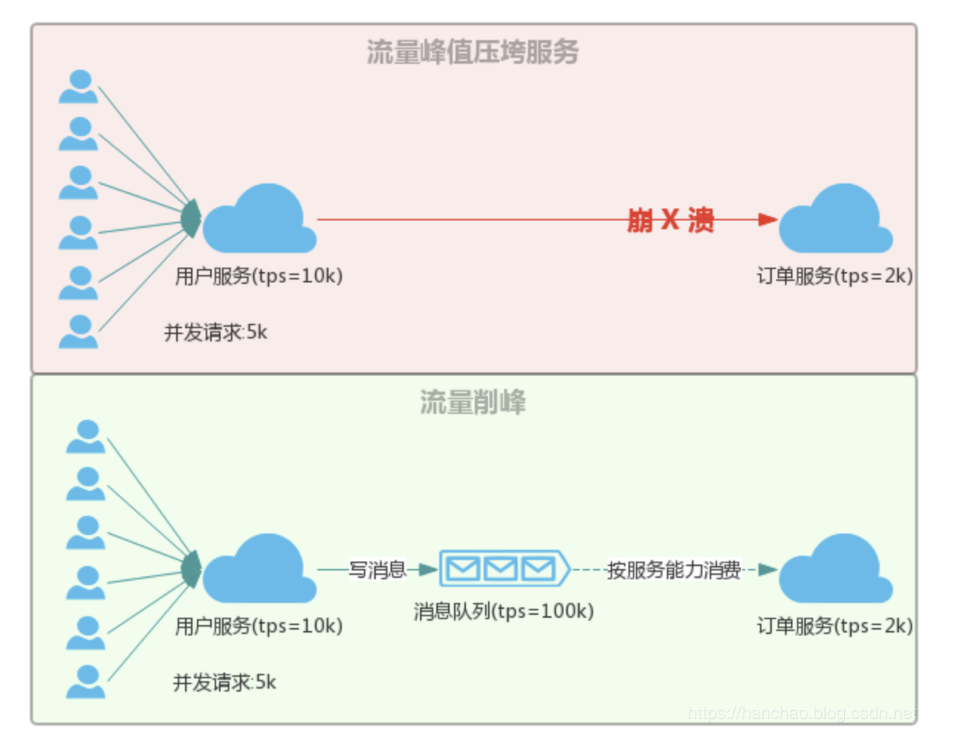 流量峰值压垮服务
崩 X 溃
用户服务(tps=10k)
订单服务(tps=2k)
并发请求:5k
流量削峰
写消息
按服务能力消费
消息队列(tps=100k)
用户服务(tps=10k)
订单服务(tps=2k)
并发请求:5k
https://hanchao.blog.csdn.net